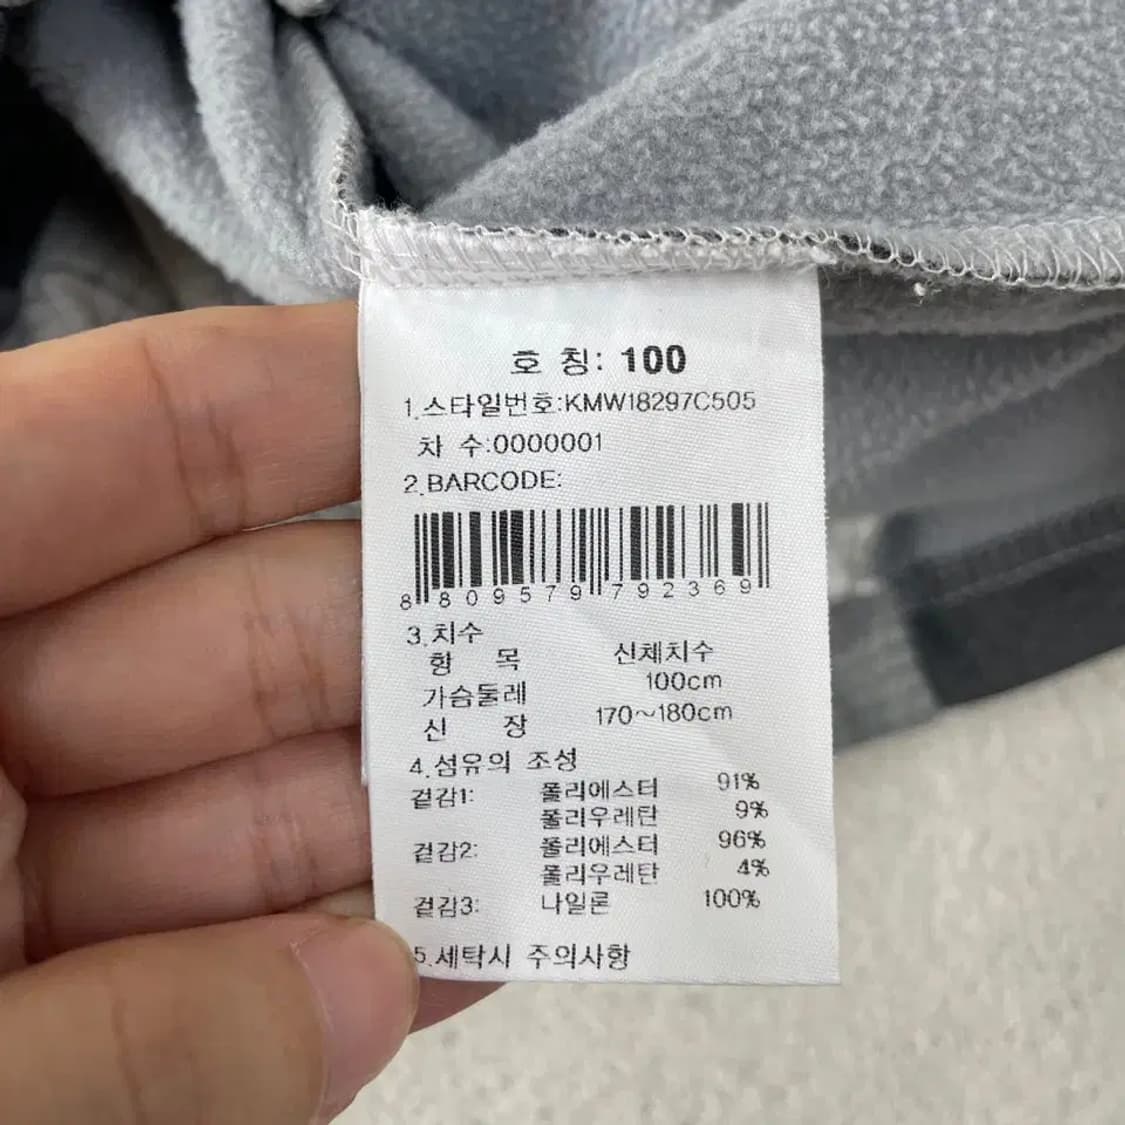 호 칭: 100
1.스타일번호:KMW18297C505
차 수:0000001
2.BARCODE:
8 809579 792369
3.치수
항 목 신체치수
가슴둘레 100cm
신 장 170~180cm
4.섬유의 조성
겉감1: 폴리에스터 91%
폴리우레탄 9%
겉감2: 폴리에스터 96%
폴리우레탄 4%
겉감3: 나일론 100%
5.세탁시 주의사항